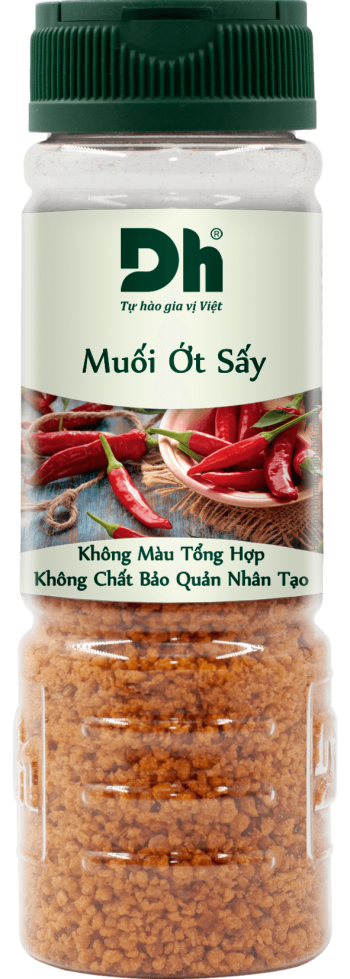 Dh®
Tự hào gia vị Việt
Muối Ớt Sấy
Không Màu Tổng Hợp
Không Chất Bảo Quản Nhân Tạo